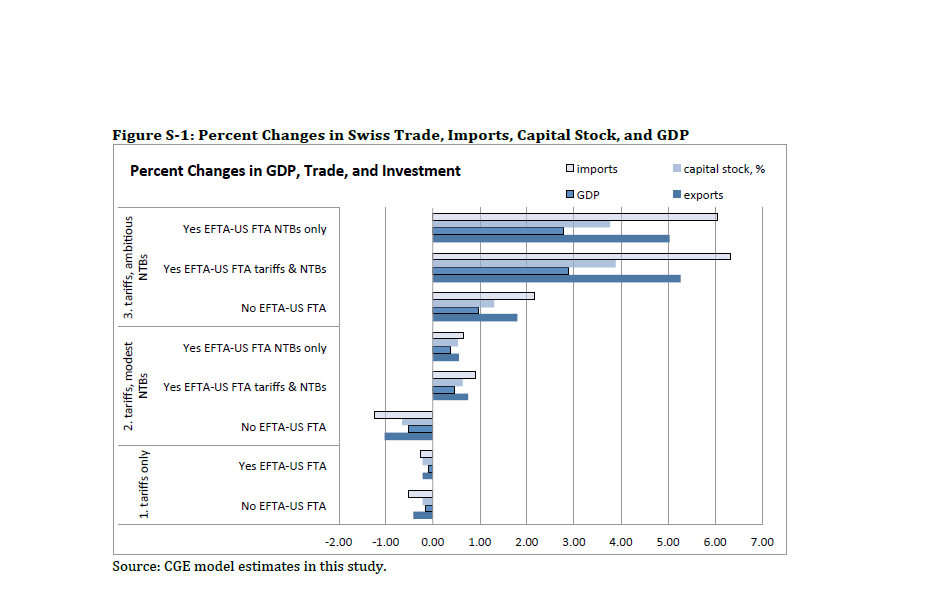 Figure S-1: Percent Changes in Swiss Trade, Imports, Capital Stock, and GDP
Percent Changes in GDP, Trade, and Investment
imports
capital stock, %
GDP
exports
3. tariffs, ambitious
NTBs
Yes EFTA-US FTA NTBs only
Yes EFTA-US FTA tariffs & NTBs
No EFTA-US FTA
2. tariffs, modest
NTBs
Yes EFTA-US FTA NTBs only
Yes EFTA-US FTA tariffs & NTBs
No EFTA-US FTA
1. tariffs only
Yes EFTA-US FTA
No EFTA-US FTA
-2.00 -1.00 0.00 1.00 2.00 3.00 4.00 5.00 6.00 7.00
Source: CGE model estimates in this study.